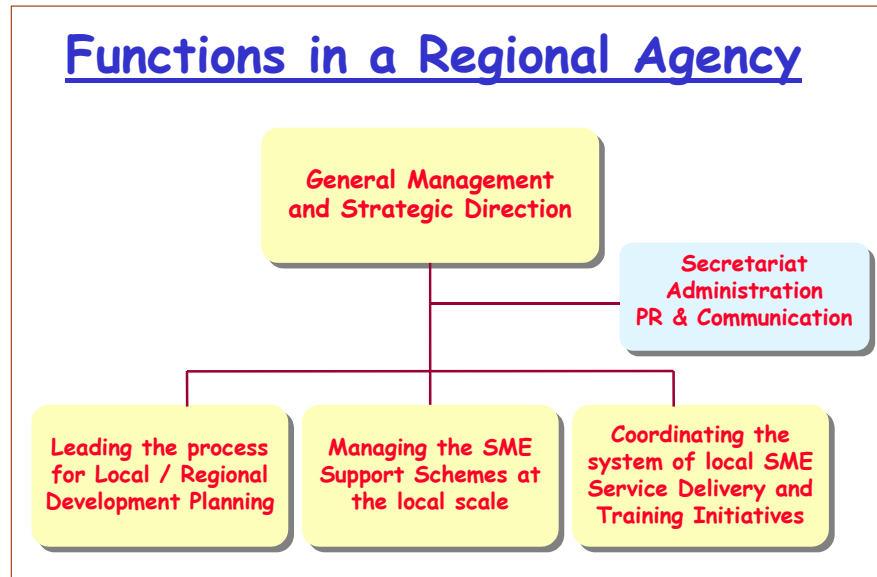 Functions in a Regional Agency
General Management
and Strategic Direction
Secretariat
Administration
PR & Communication
Leading the process
for Local / Regional
Development Planning
Managing the SME
Support Schemes at
the local scale
Coordinating the
system of local SME
Service Delivery and
Training Initiatives